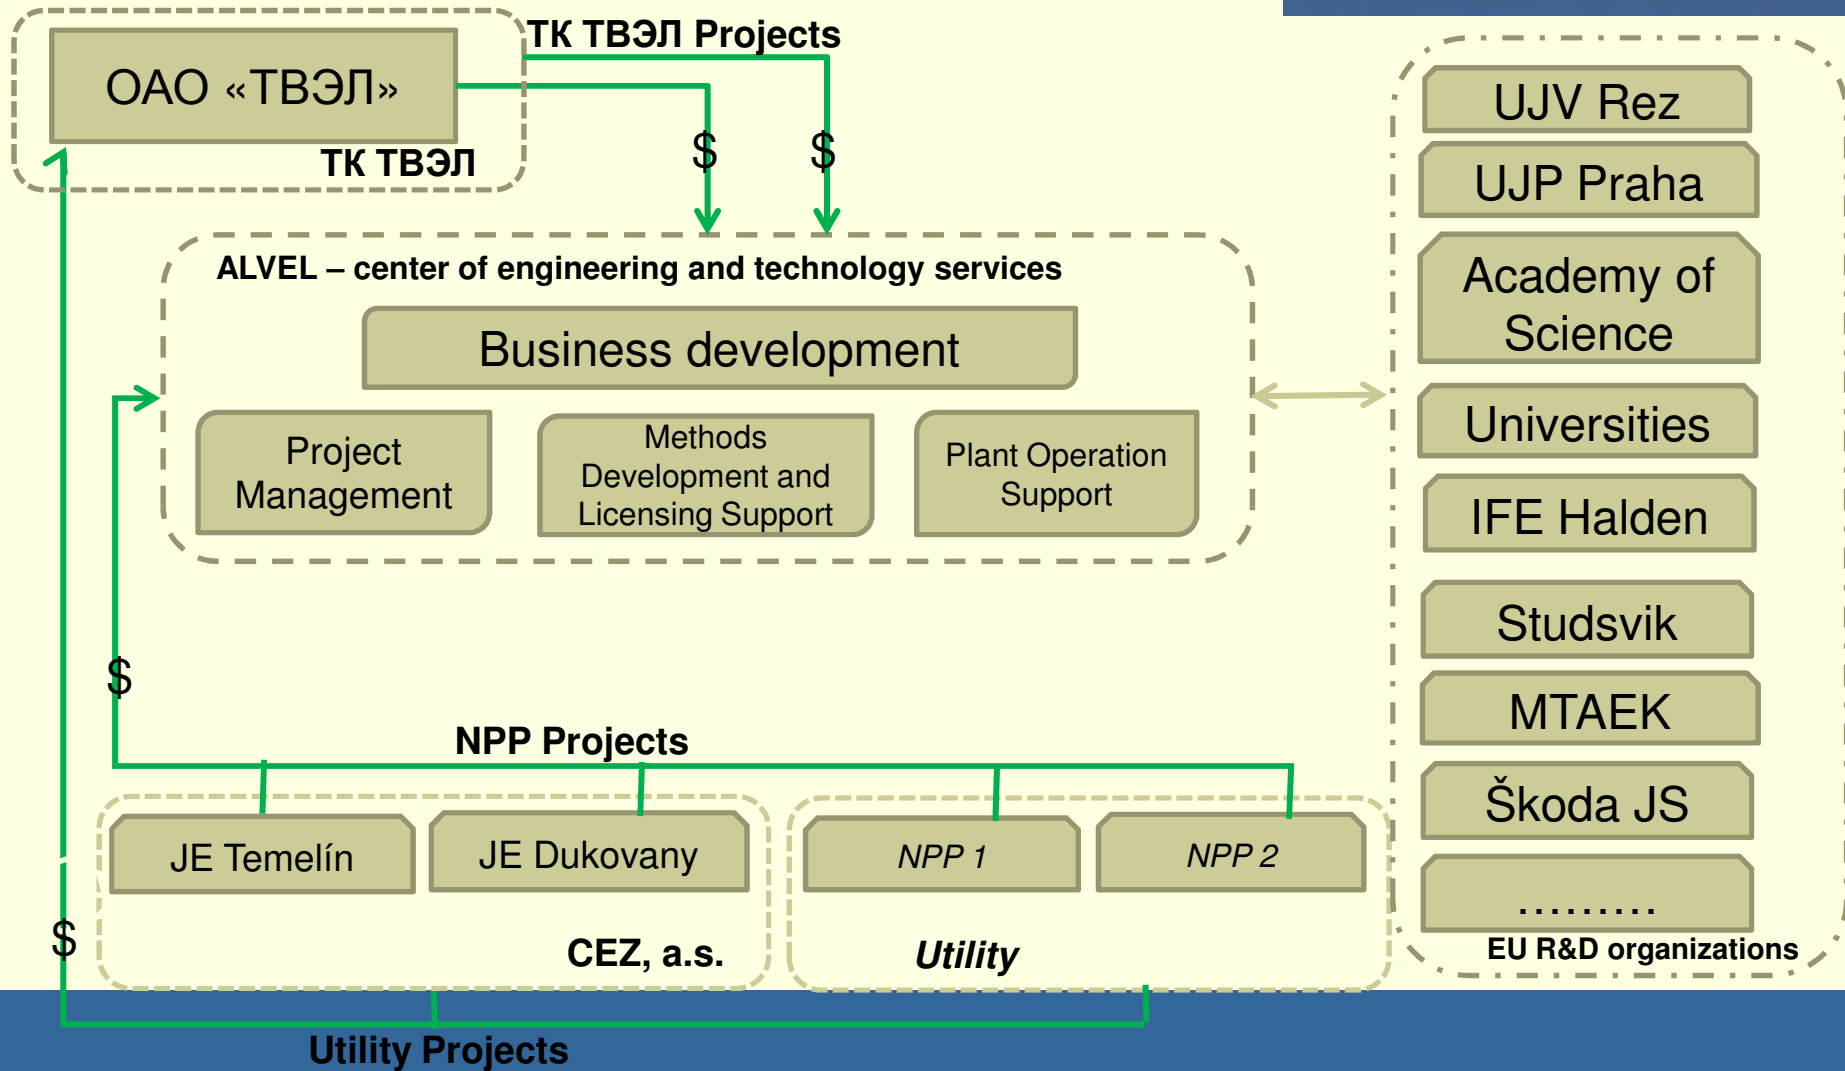 ТК ТВЭЛ Projects
ОАО «ТВЭЛ»
ТК ТВЭЛ
$
$
ALVEL – center of engineering and technology services
Business development
Project
Management
Methods
Development and
Licensing Support
Plant Operation
Support
$
NPP Projects
JE Temelín
JE Dukovany
NPP 1
NPP 2
$
CEZ, a.s.
Utility
Utility Projects
UJV Rez
UJP Praha
Academy of
Science
Universities
IFE Halden
Studsvik
MTAEK
Škoda JS
.........
EU R&D organizations